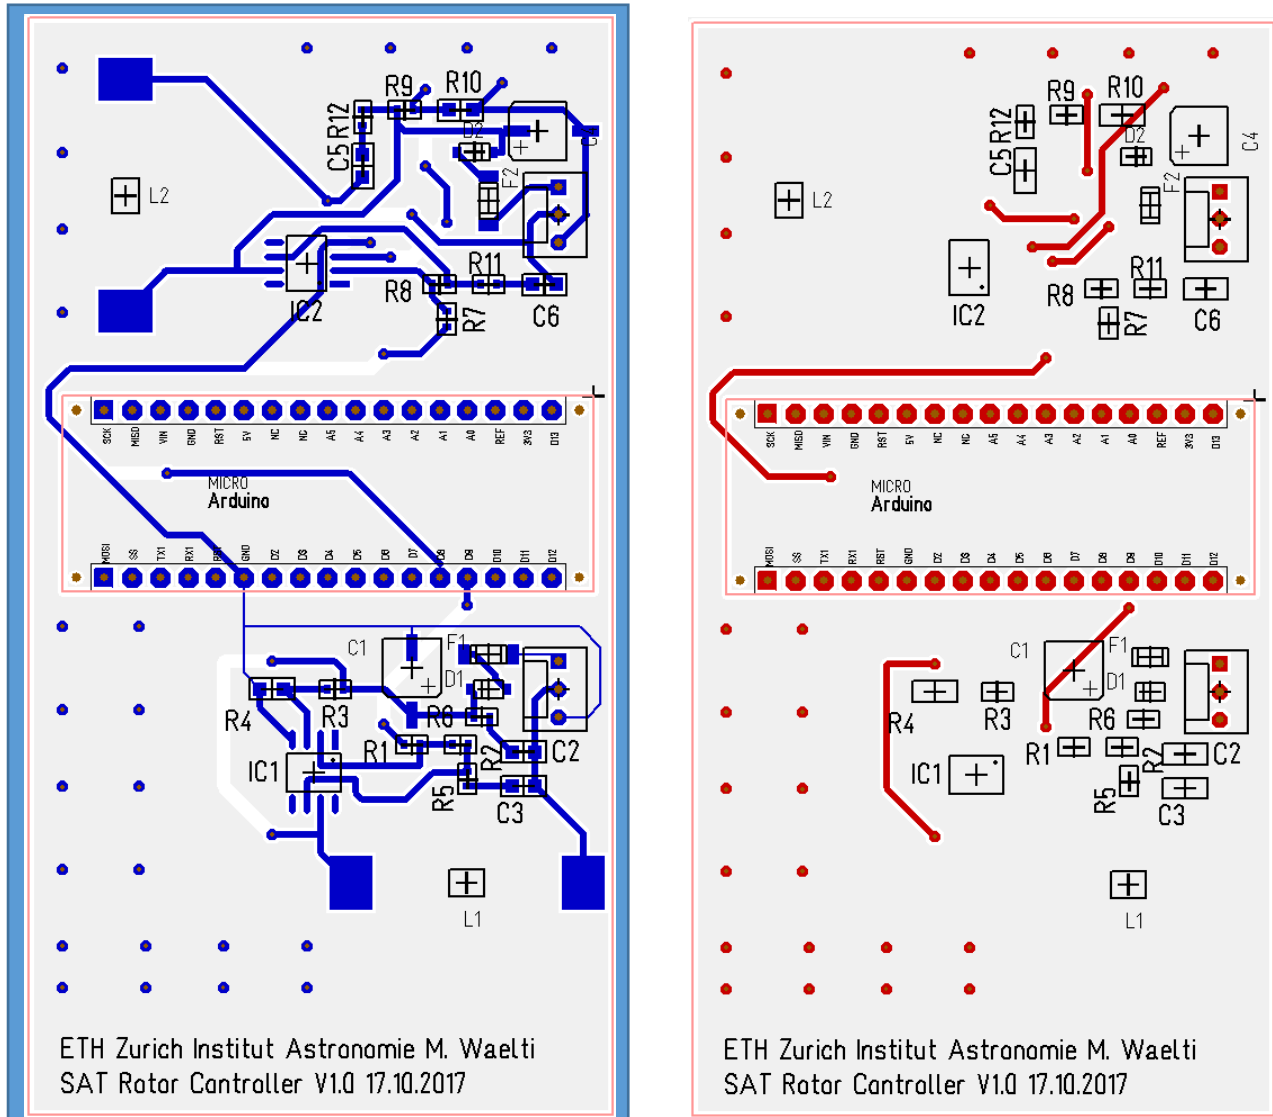 R9
R10
R12
D2
C4
C5
F2
L2
R11
R8
IC2
R7
C6
SCK MISO VIN GND RST 5V NC NC A5 A4 A3 A2 A1 A0 REF 3V3 D13
MICRO
Arduino
MOSI SS TX1 RX1 RST GND D2 D3 D4 D5 D6 D7 D8 D9 D10 D11 D12
C1
F1
D1
R4
R3
R6
R1
R2
C2
IC1
R5
C3
L1
ETH Zurich Institut Astronomie M. Waelti
SAT Rotor Controller V1.0 17.10.2017
R9
R10
R12
D2
C4
C5
F2
L2
R11
R8
IC2
R7
C6
SCK MISO VIN GND RST 5V NC NC A5 A4 A3 A2 A1 A0 REF 3V3 D13
MICRO
Arduino
MOSI SS TX1 RX1 RST GND D2 D3 D4 D5 D6 D7 D8 D9 D10 D11 D12
C1
F1
D1
R4
R3
R6
R1
R2
C2
IC1
R5
C3
L1
ETH Zurich Institut Astronomie M. Waelti
SAT Rotor Controller V1.0 17.10.2017